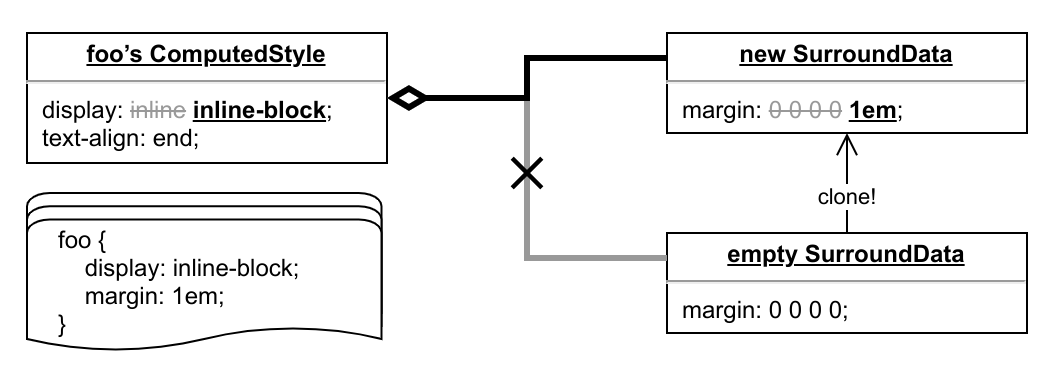 foo’s ComputedStyle
display: inline inline-block;
text-align: end;
foo {
display: inline-block;
margin: 1em;
}
new SurroundData
margin: 0 0 0 0 1em;
clone!
empty SurroundData
margin: 0 0 0 0;